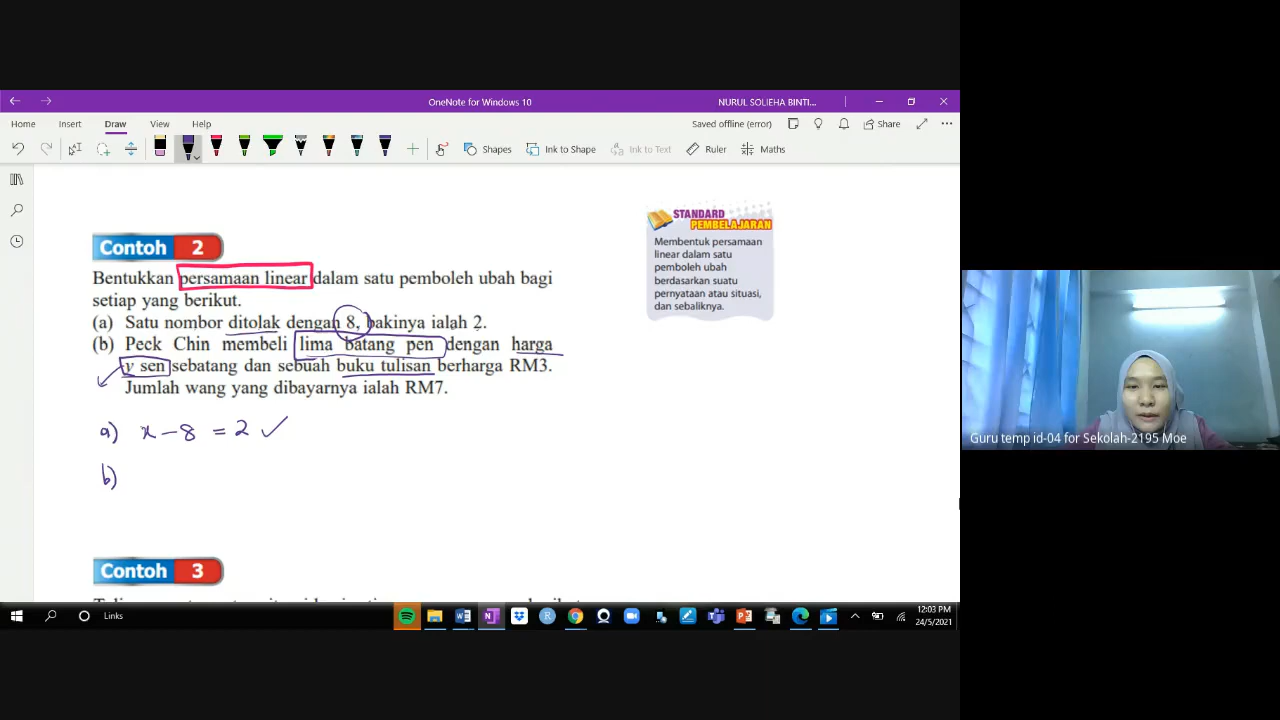 OneNote for Windows 10
NURUL SOLIEHA BINTI...
Home Insert Draw View Help
Saved offline (error)
Share
Shapes
Ink to Shape
Ink to Text
Ruler
Maths
STANDARD
PEMBELAJARAN
Membentuk persamaan
linear dalam satu
pemboleh ubah
berdasarkan suatu
pernyataan atau situasi,
dan sebaliknya.
Contoh 2
Bentukkan persamaan linear dalam satu pemboleh ubah bagi
setiap yang berikut.
(a) Satu nombor ditolak dengan 8, bakinya ialah 2.
(b) Peck Chin membeli lima batang pen dengan harga
y sen sebatang dan sebuah buku tulisan berharga RM3.
Jumlah wang yang dibayarnya ialah RM7.
a) x - 8 = 2 ✓
b)
Contoh 3
Guru temp id-04 for Sekolah-2195 Moe
Links
12:03 PM
24/5/2021